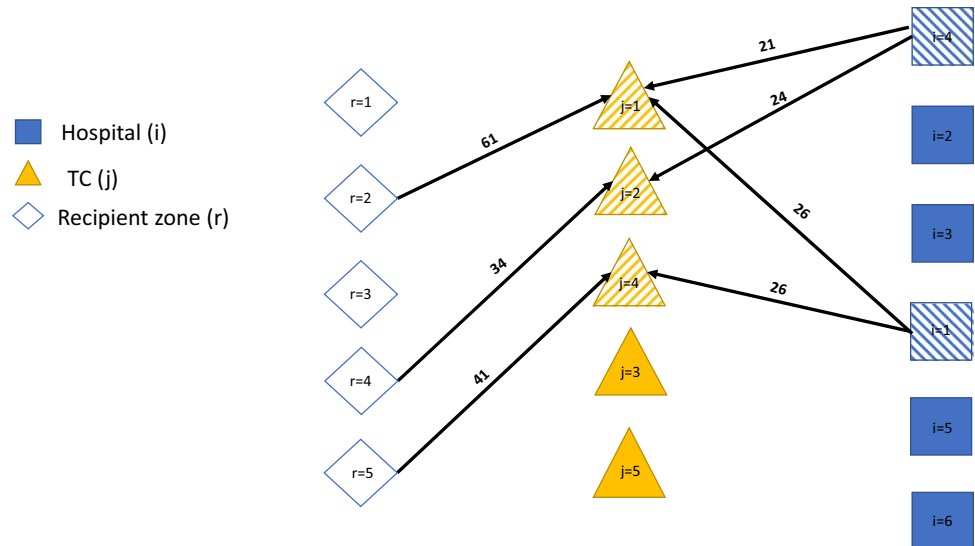 Hospital (i)
TC (j)
Recipient zone (r)
r=1
r=2
r=3
r=4
r=5
61
34
41
j=1
j=2
j=4
j=3
j=5
21
24
26
26
i=4
i=2
i=3
i=1
i=5
i=6